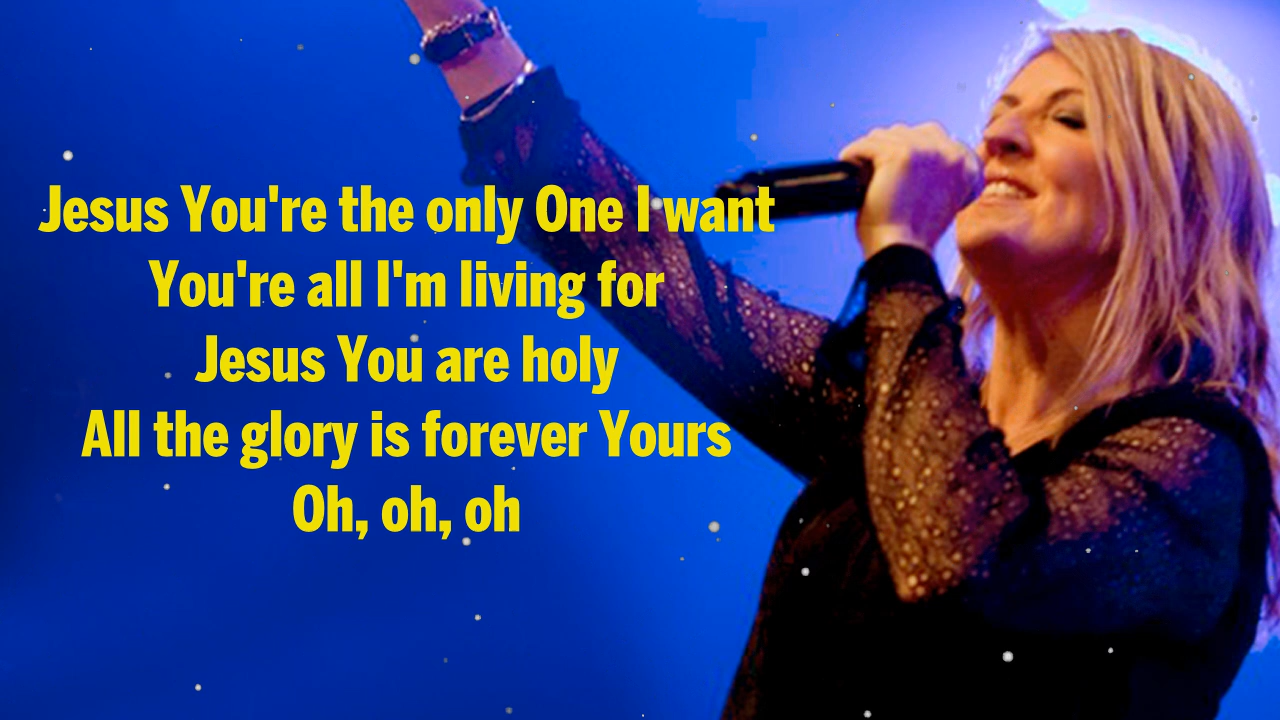 Jesus You're the only One I want
You're all I'm living for
Jesus You are holy
All the glory is forever Yours
Oh, oh, oh